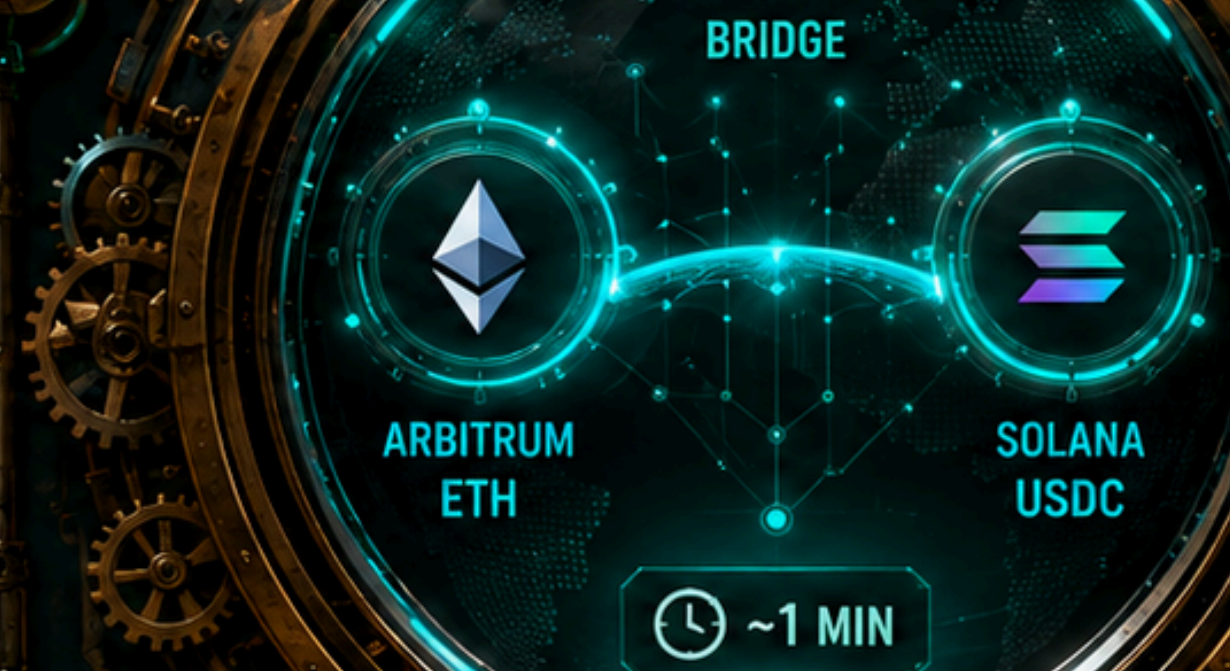 BRIDGE
ARBITRUM
ETH
SOLANA
USDC
~1 MIN